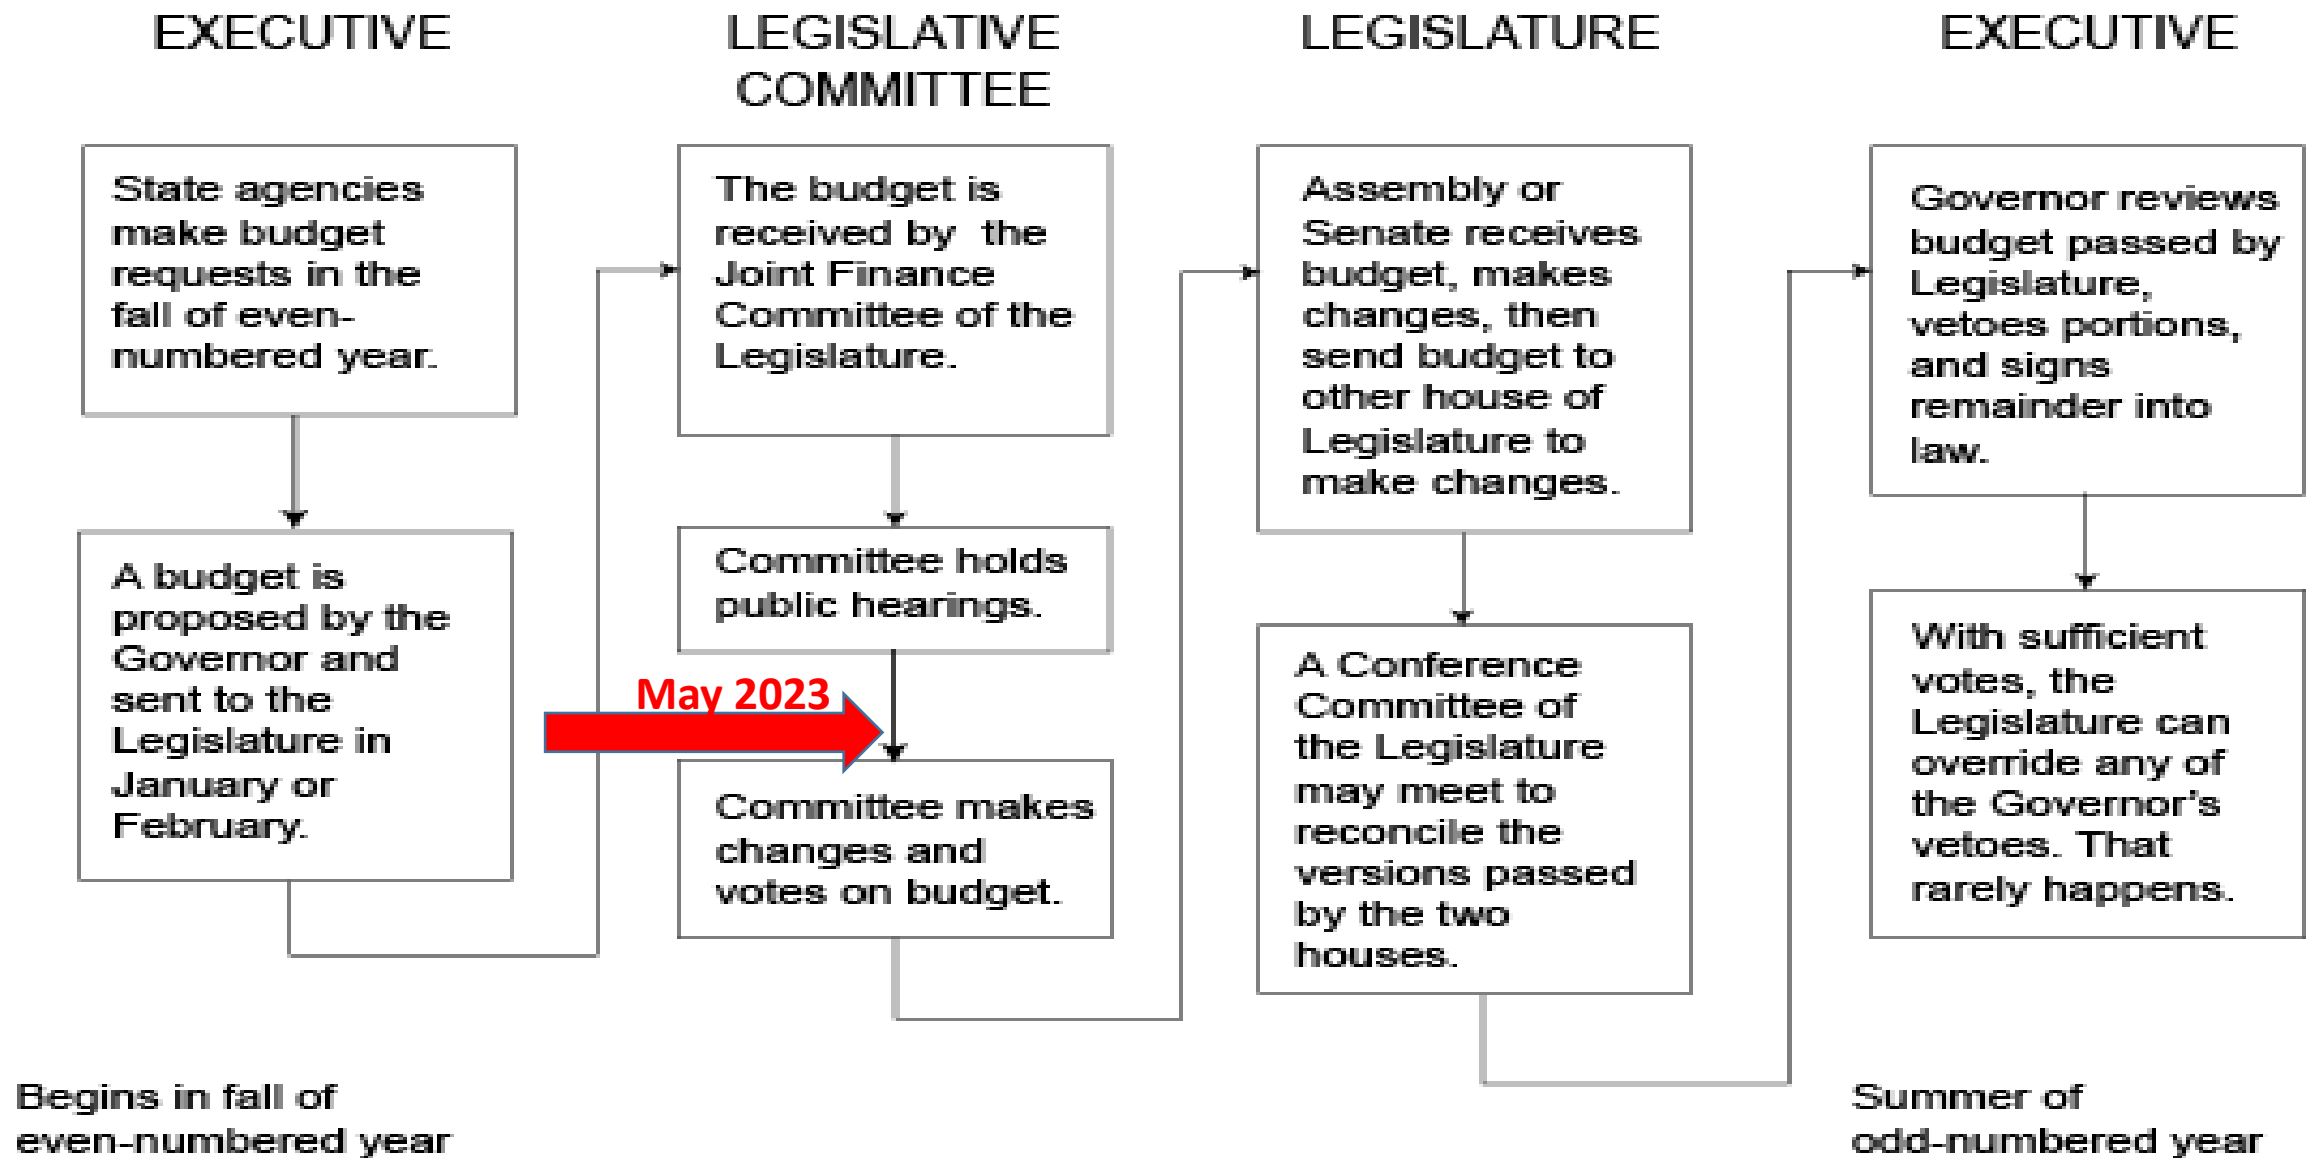 EXECUTIVE
State agencies
make budget
requests in the
fall of even-
numbered year.
A budget is
proposed by the
Governor and
sent to the
Legislature in
January or
February.
LEGISLATIVE
COMMITTEE
The budget is
received by the
Joint Finance
Committee of the
Legislature.
Committee holds
public hearings.
May 2023
Committee makes
changes and
votes on budget.
LEGISLATURE
Assembly or
Senate receives
budget, makes
changes, then
send budget to
other house of
Legislature to
make changes.
A Conference
Committee of
the Legislature
may meet to
reconcile the
versions passed
by the two
houses.
EXECUTIVE
Governor reviews
budget passed by
Legislature,
vetoes portions,
and signs
remainder into
law.
With sufficient
votes, the
Legislature can
override any of
the Governor's
vetoes. That
rarely happens.
Begins in fall of
even-numbered year
Summer of
odd-numbered year